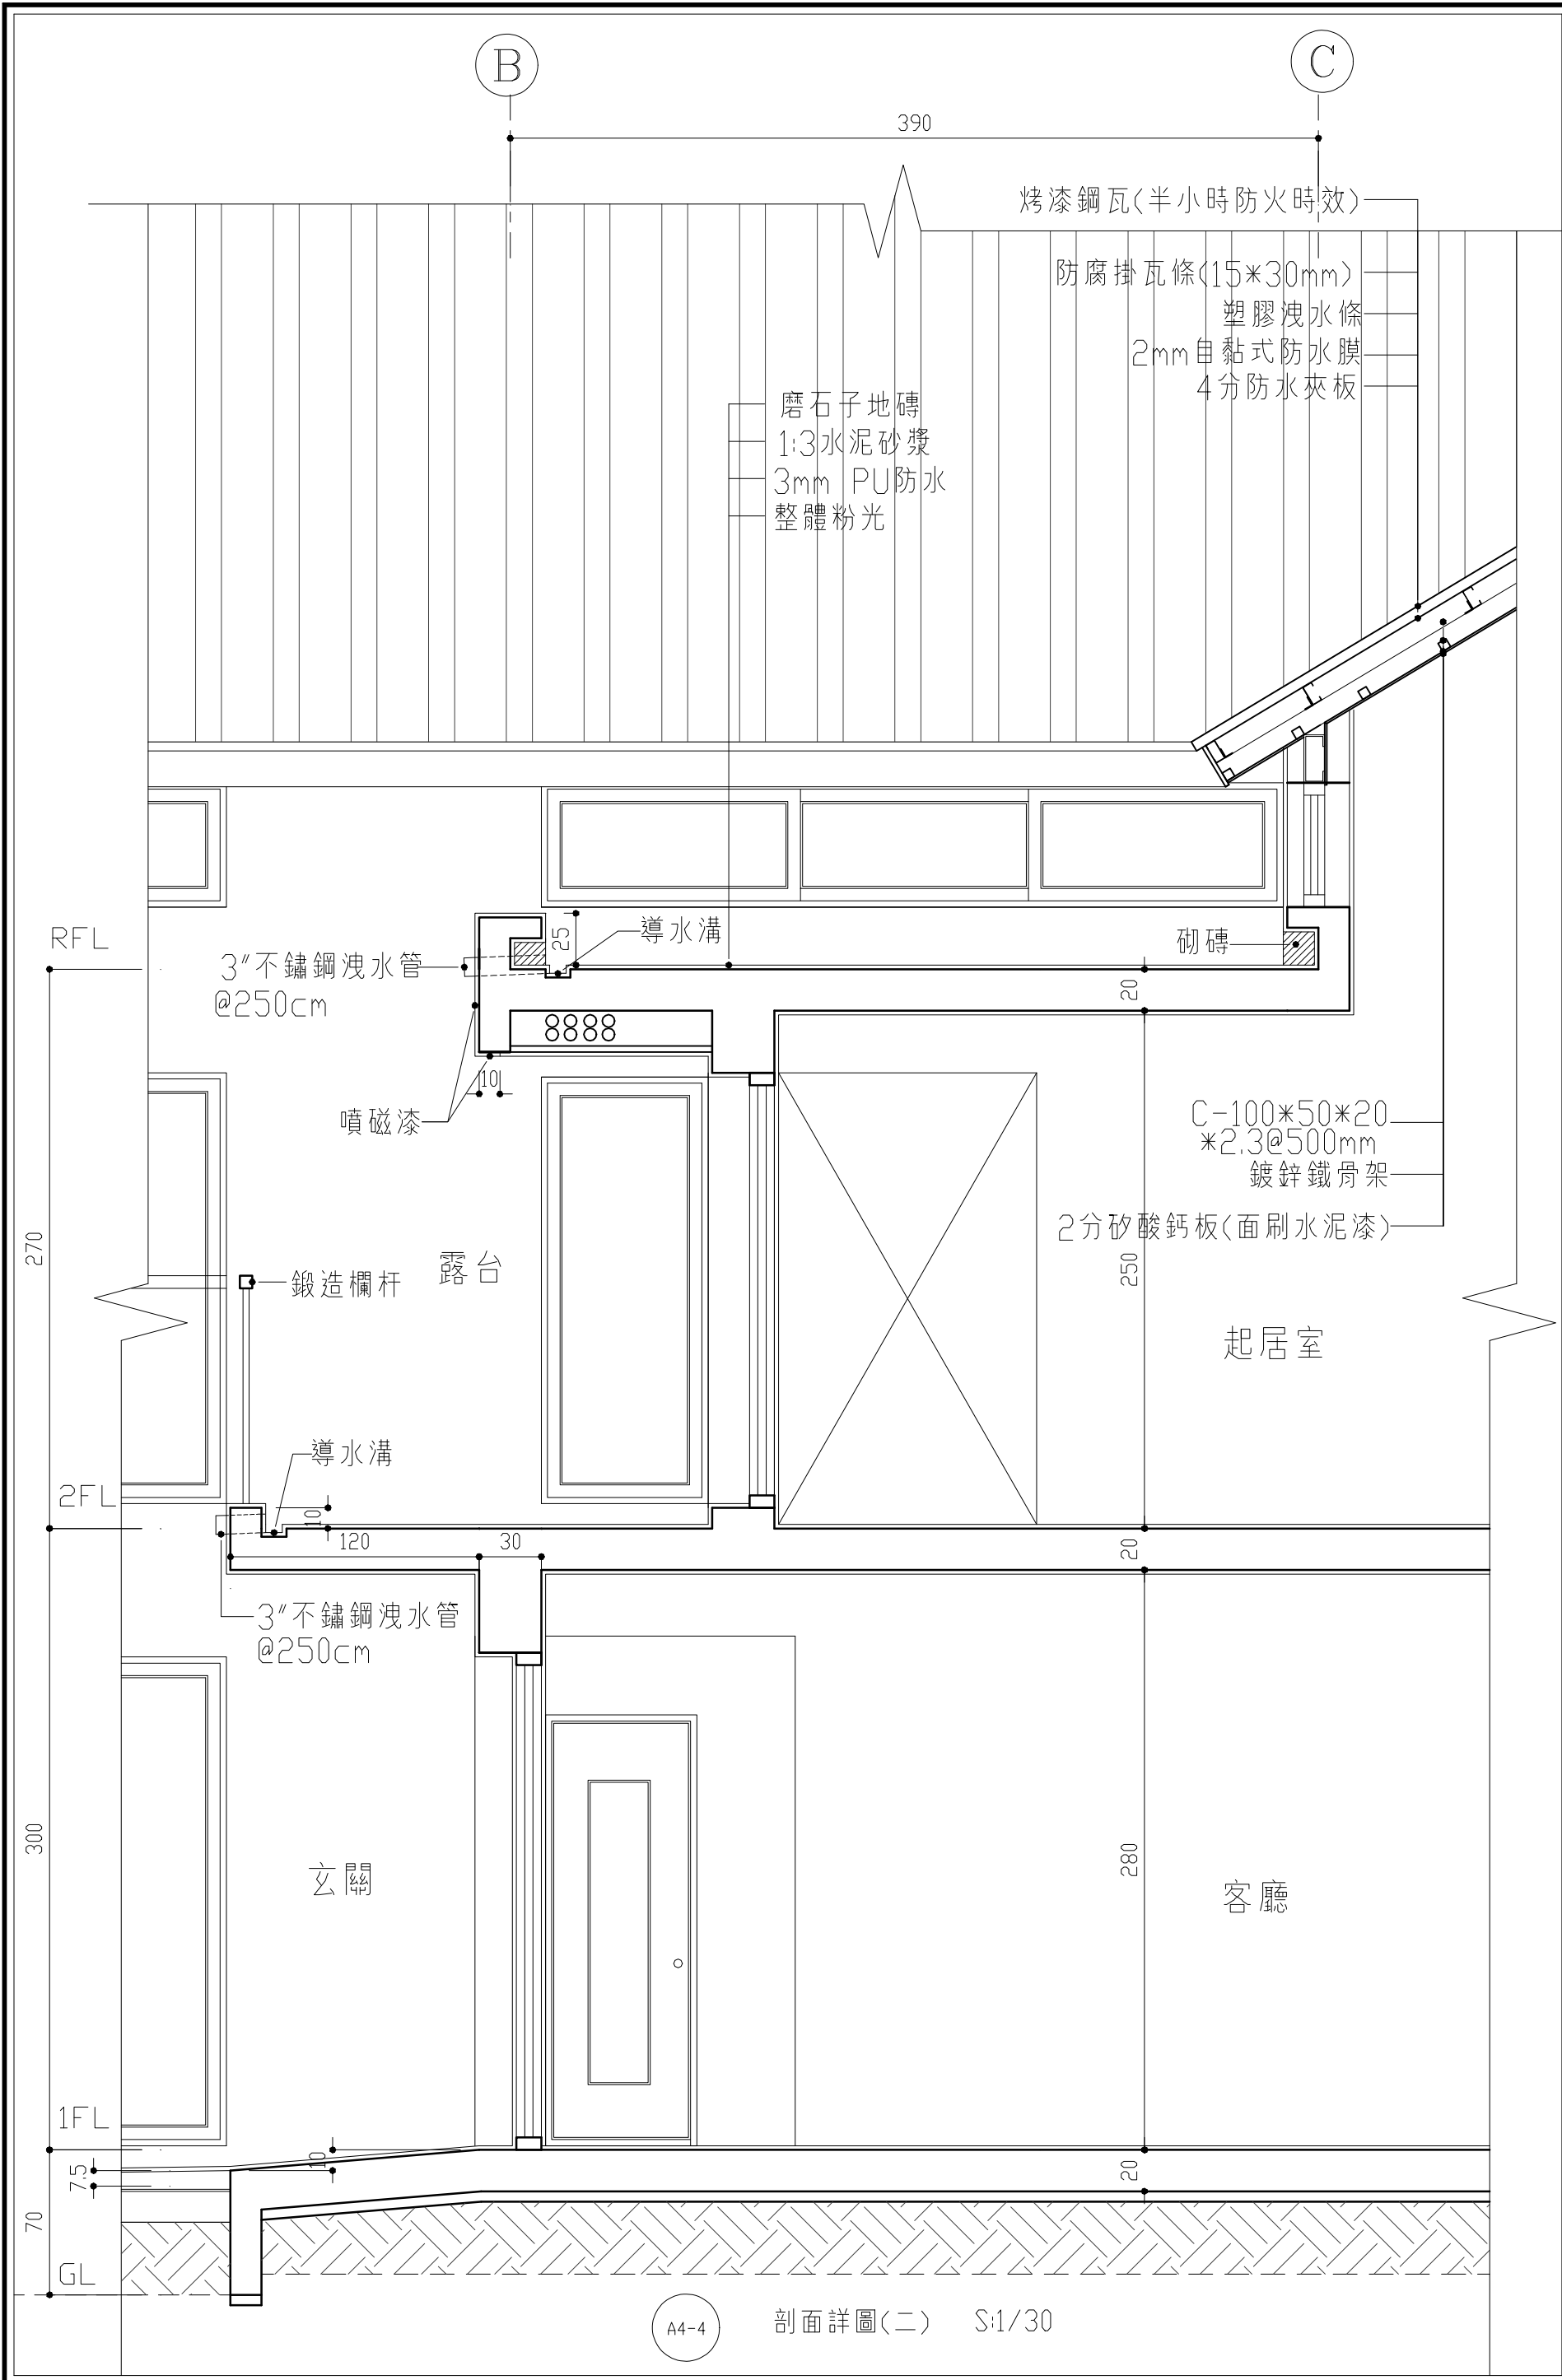 B
C
390
烤漆鋼瓦(半小時防火時效)
防腐掛瓦條(15*30mm)
塑膠洩水條
2mm自黏式防水膜
4分防水夾板
磨石子地磚
1:3水泥砂漿
3mm PU防水
整體粉光
RFL
3"不鏽鋼洩水管
@250cm
25
導水溝
砌磚
20
10
噴磁漆
C-100*50*20
*2.3@500mm
鍍鋅鐵骨架
2分矽酸鈣板(面刷水泥漆)
270
鍛造欄杆
露台
250
起居室
導水溝
2FL
10
120
30
20
3"不鏽鋼洩水管
@250cm
300
玄關
280
客廳
1FL
10
7.5
20
70
GL
A4-4
剖面詳圖(二) S:1/30